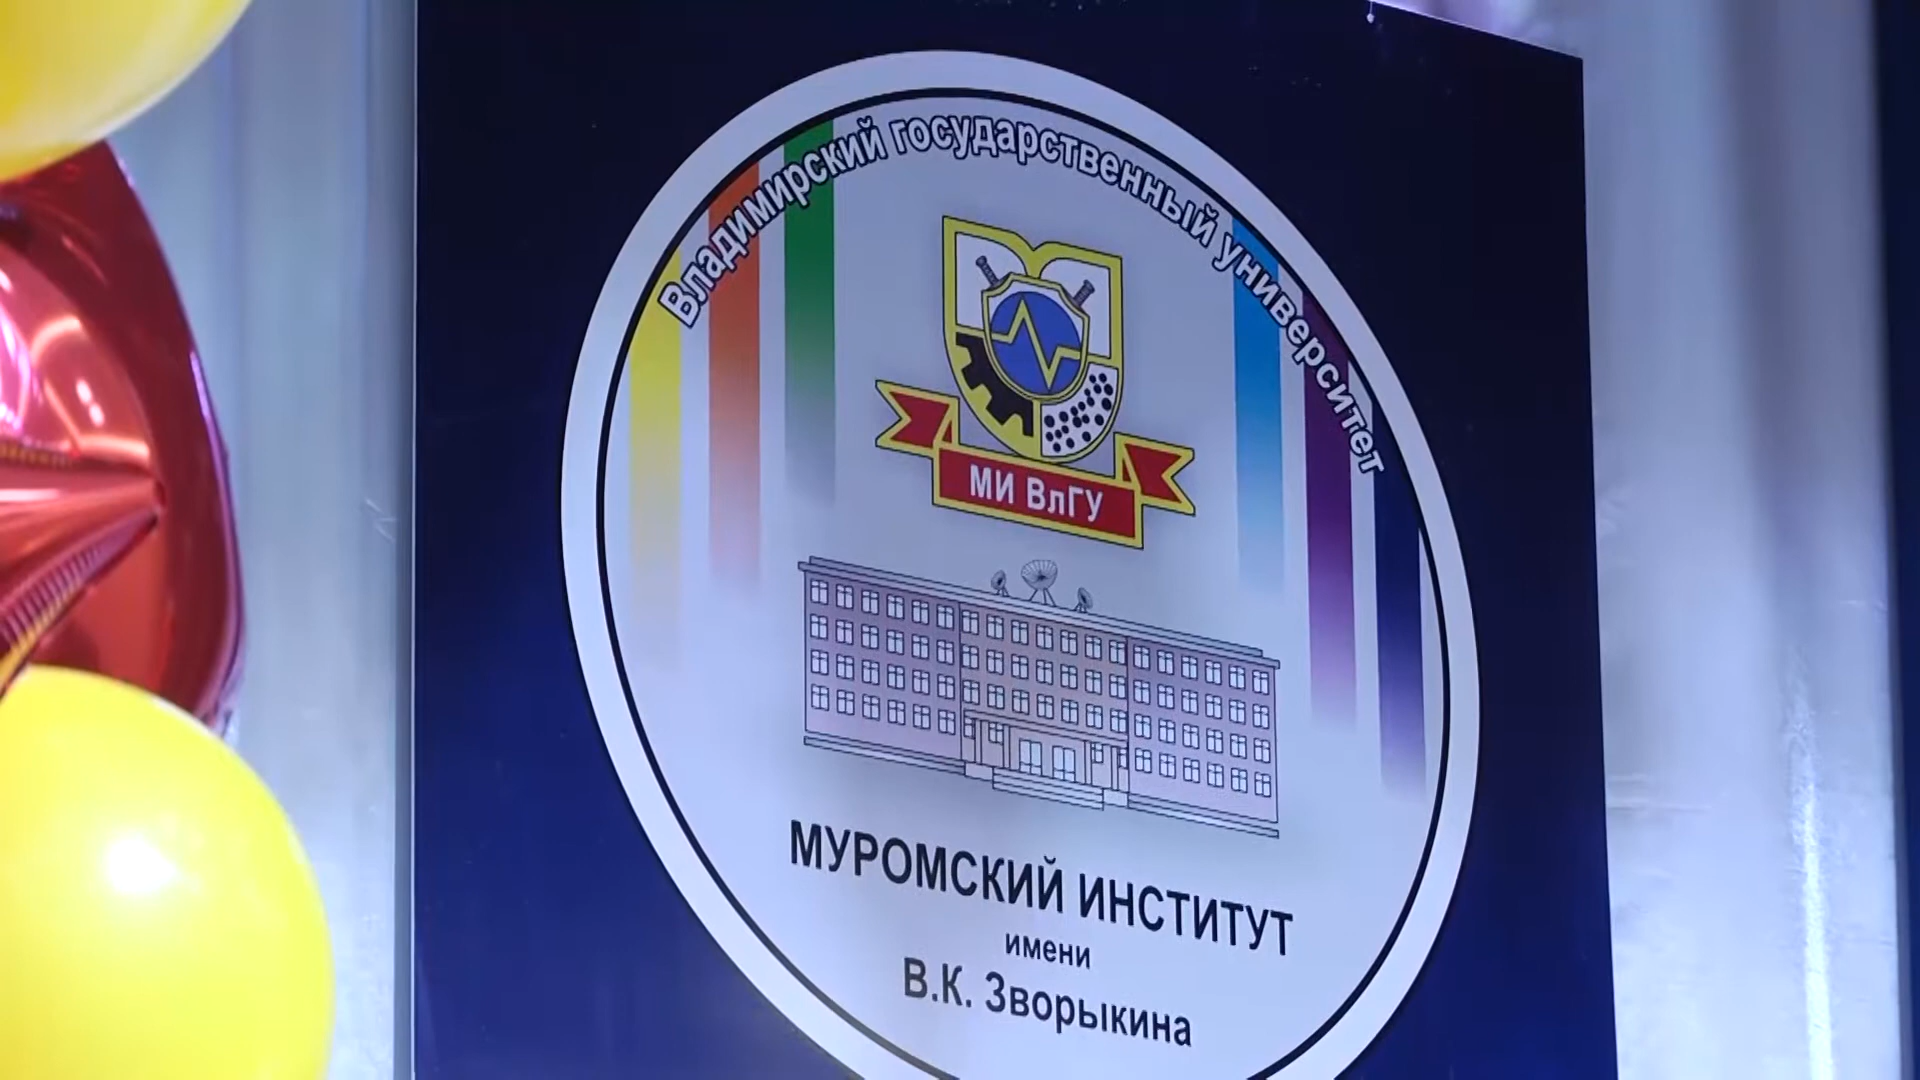 Владимирский государственный университет
МИ ВлГУ
МУРОМСКИЙ ИНСТИТУТ
имени
В.К. Зворыкина